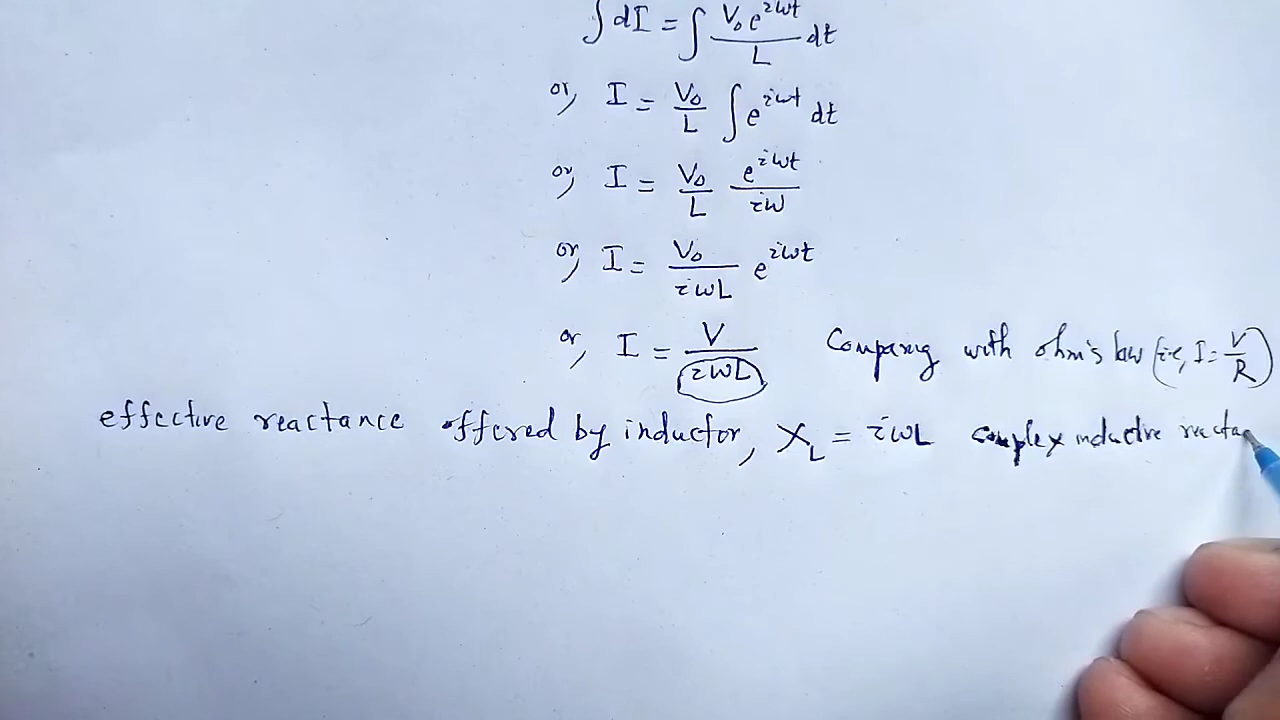 ∫dI = ∫ V₀e^{iωt}/L dt
or, I = V₀/L ∫e^{iωt} dt
or, I = V₀/L e^{iωt}/iω
or, I = V₀/iωL e^{iωt}
or, I = V/iωL Comparing with ohm's law (i.e, I = V/R)
effective reactance offered by inductor, X_L = iωL complex inductive reactan